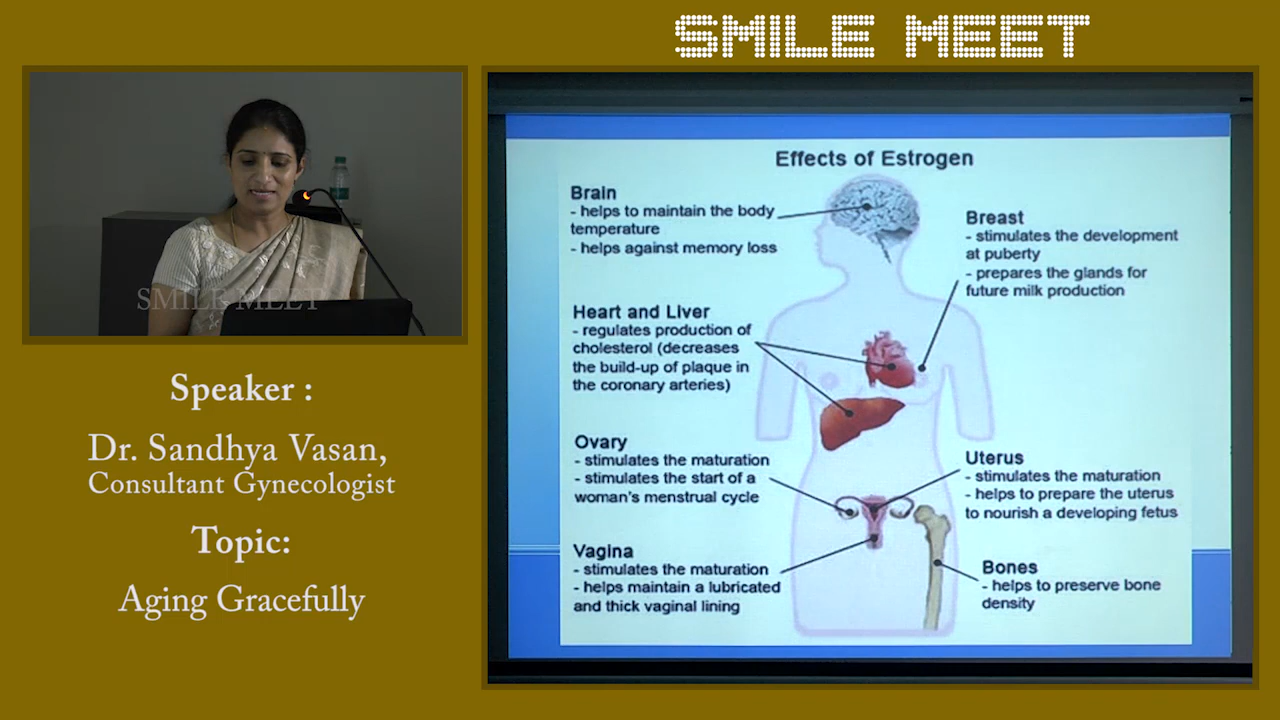 SMILE MEET
SMILE MEET
Speaker :
Dr. Sandhya Vasan,
Consultant Gynecologist
Topic:
Aging Gracefully
Effects of Estrogen
Brain
- helps to maintain the body
temperature
- helps against memory loss
Heart and Liver
- regulates production of
cholesterol (decreases
the build-up of plaque in
the coronary arteries)
Ovary
- stimulates the maturation
- stimulates the start of a
woman's menstrual cycle
Vagina
- stimulates the maturation
- helps maintain a lubricated
and thick vaginal lining
Breast
- stimulates the development
at puberty
- prepares the glands for
future milk production
Uterus
- stimulates the maturation
- helps to prepare the uterus
to nourish a developing fetus
Bones
- helps to preserve bone
density